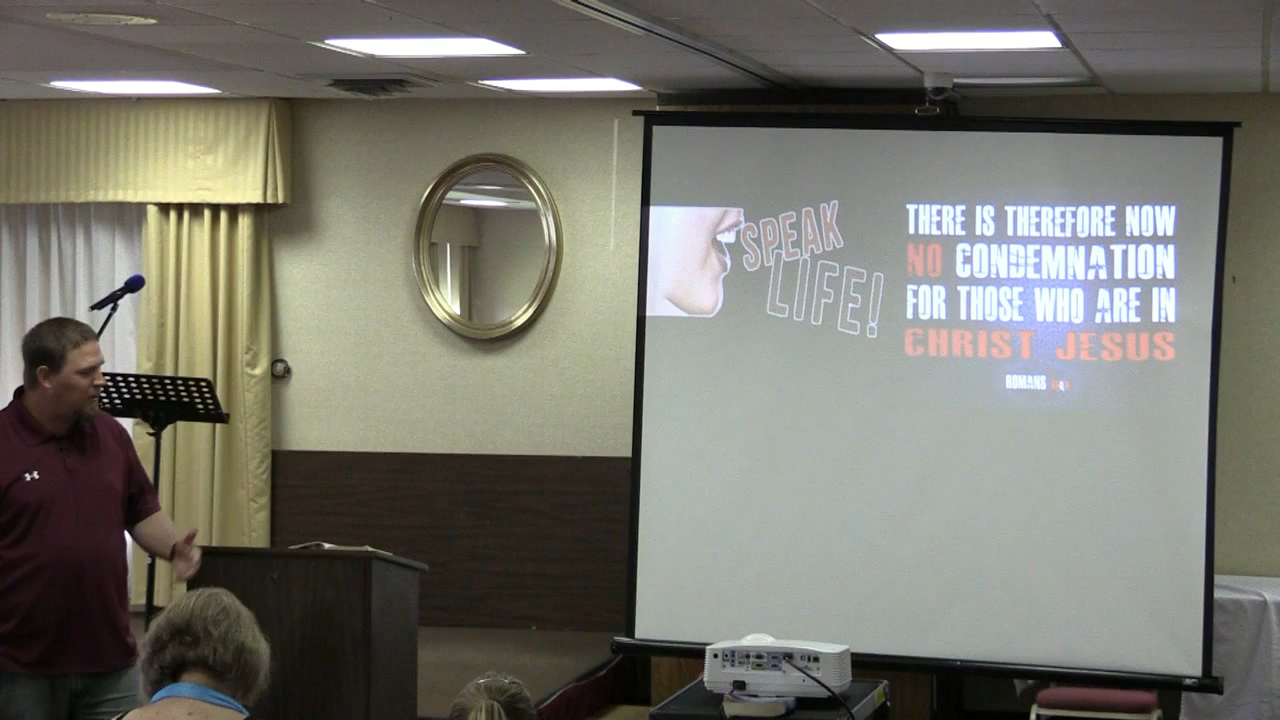 SPEAK
LIFE!
THERE IS THEREFORE NOW
NO CONDEMNATION
FOR THOSE WHO ARE IN
CHRIST JESUS
ROMANS